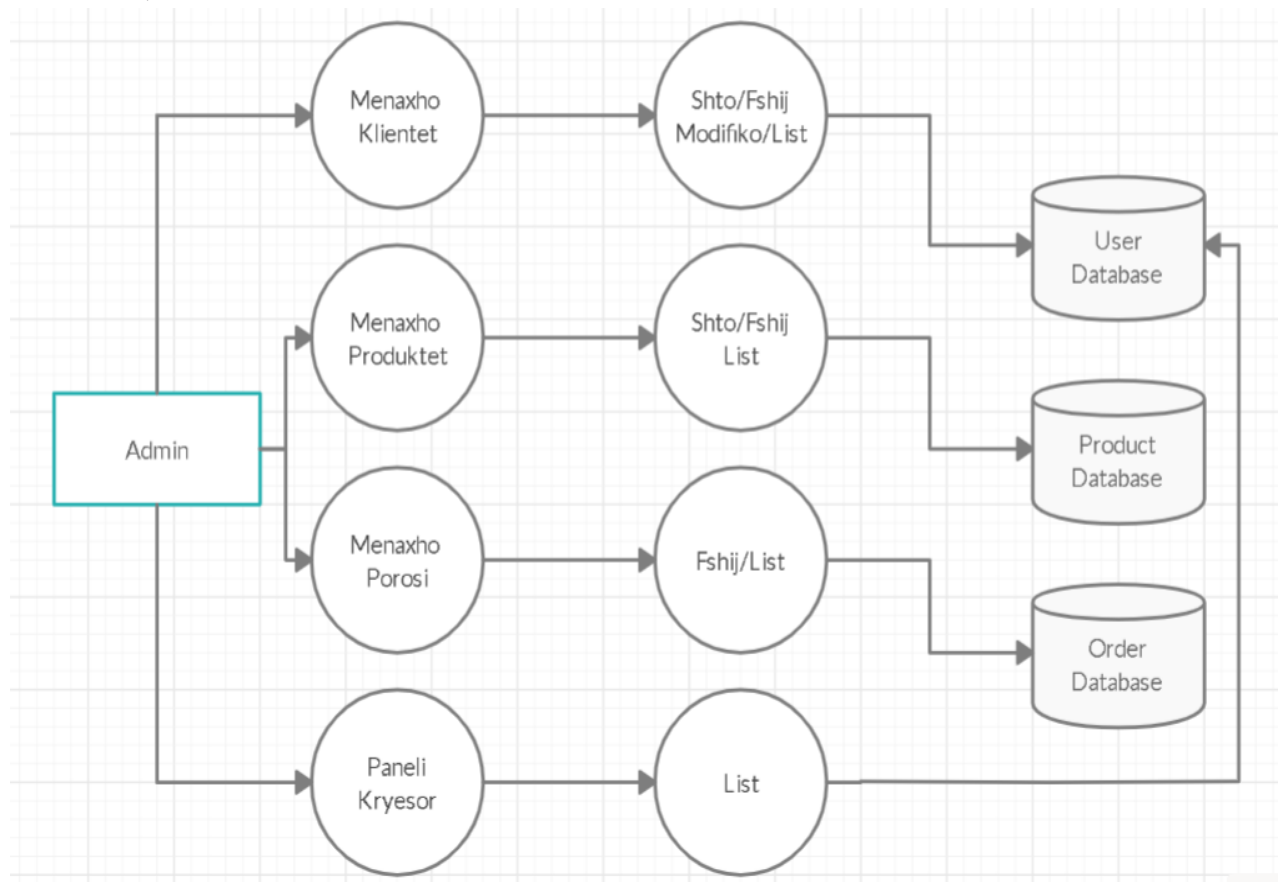 Menaxho
Klientet
Shto/Fshij
Modifiko/List
User
Database
Menaxho
Produktet
Shto/Fshij
List
Admin
Product
Database
Menaxho
Porosi
Fshij/List
Order
Database
Paneli
Kryesor
List